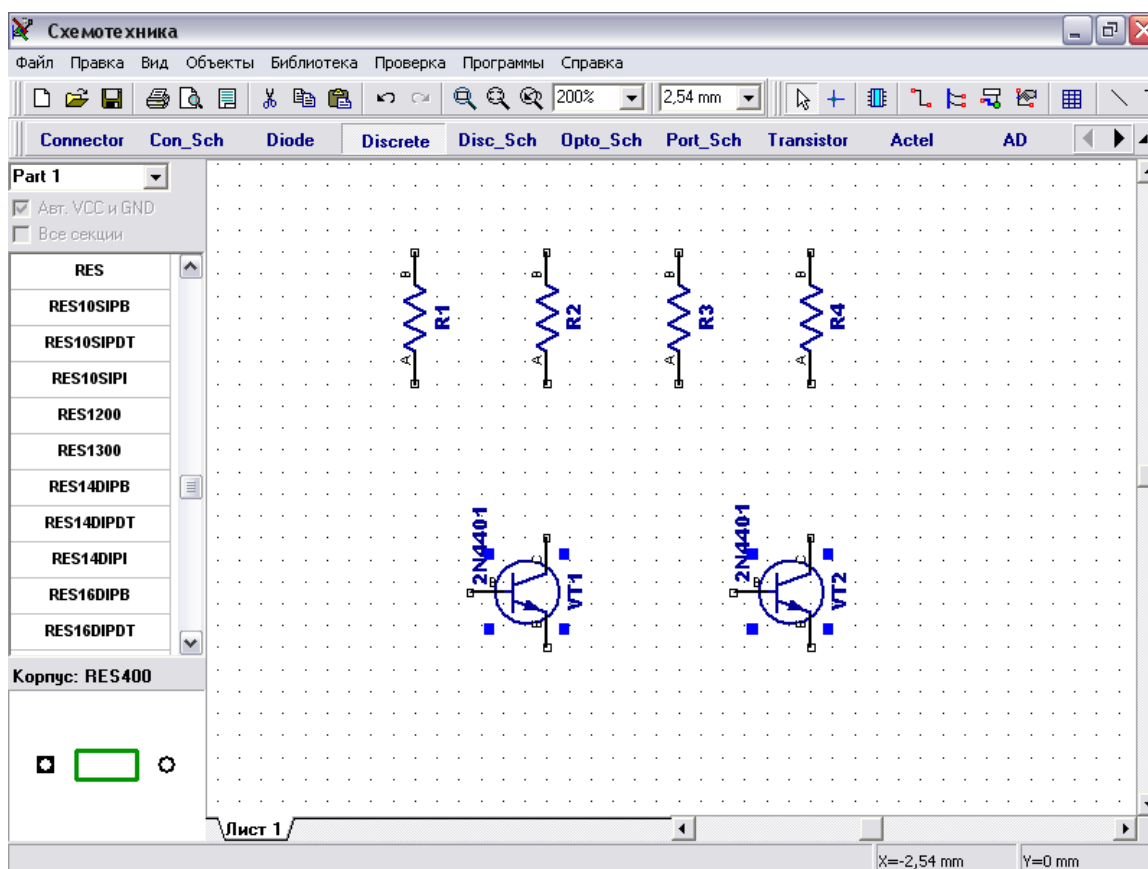 Схемотехника
Файл Правка Вид Объекты Библиотека Проверка Программы Справка
200% 2,54 mm
Connector Con_Sch Diode Discrete Disc_Sch Opto_Sch Port_Sch Transistor Actel AD
Part 1
Авт. VCC и GND
Все секции
RES
RES10SIPB
RES10SIPDT
RES10SIPI
RES1200
RES1300
RES14DIPB
RES14DIPDT
RES14DIPI
RES16DIPB
RES16DIPDT
Корпус: RES400
B B B B
R1 R2 R3 R4
A A A A
2N4401 2N4401
C C
B B
VT1 VT2
E E
Лист 1
X=-2,54 mm Y=0 mm